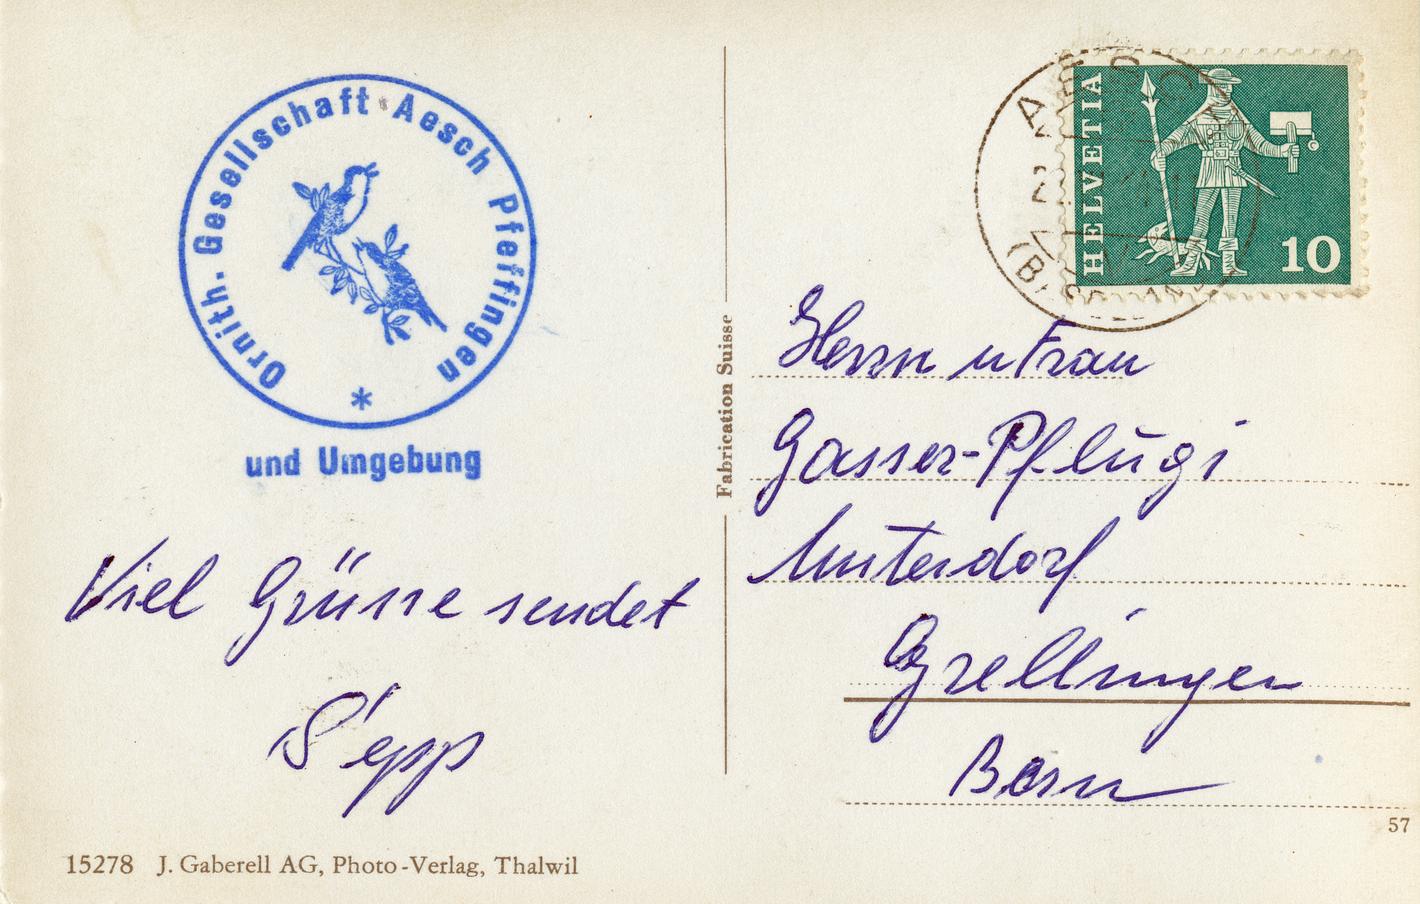 Ornith. Gesellschaft Aesch Pfeffingen
*
und Umgebung
Viel Grüsse sendet
Sepp
15278 J. Gaberell AG, Photo-Verlag, Thalwil
Fabrication Suisse
HELVETIA
10
Herrn u Frau
Gasser-Pflugi
Unterdorf
Grellingen
Bern
57